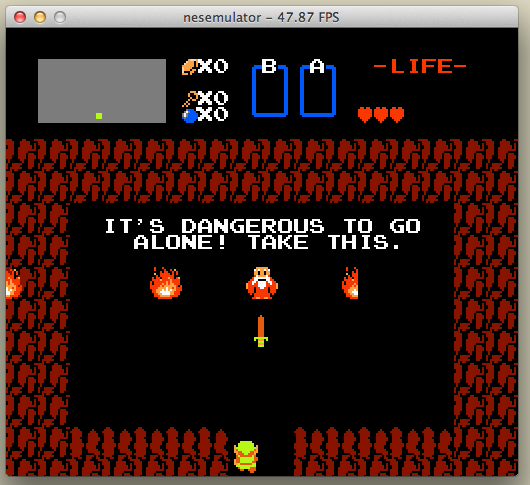 nesemulator - 47.87 FPS
X0
B
A
-LIFE-
X0
X0
IT'S DANGEROUS TO GO
ALONE! TAKE THIS.